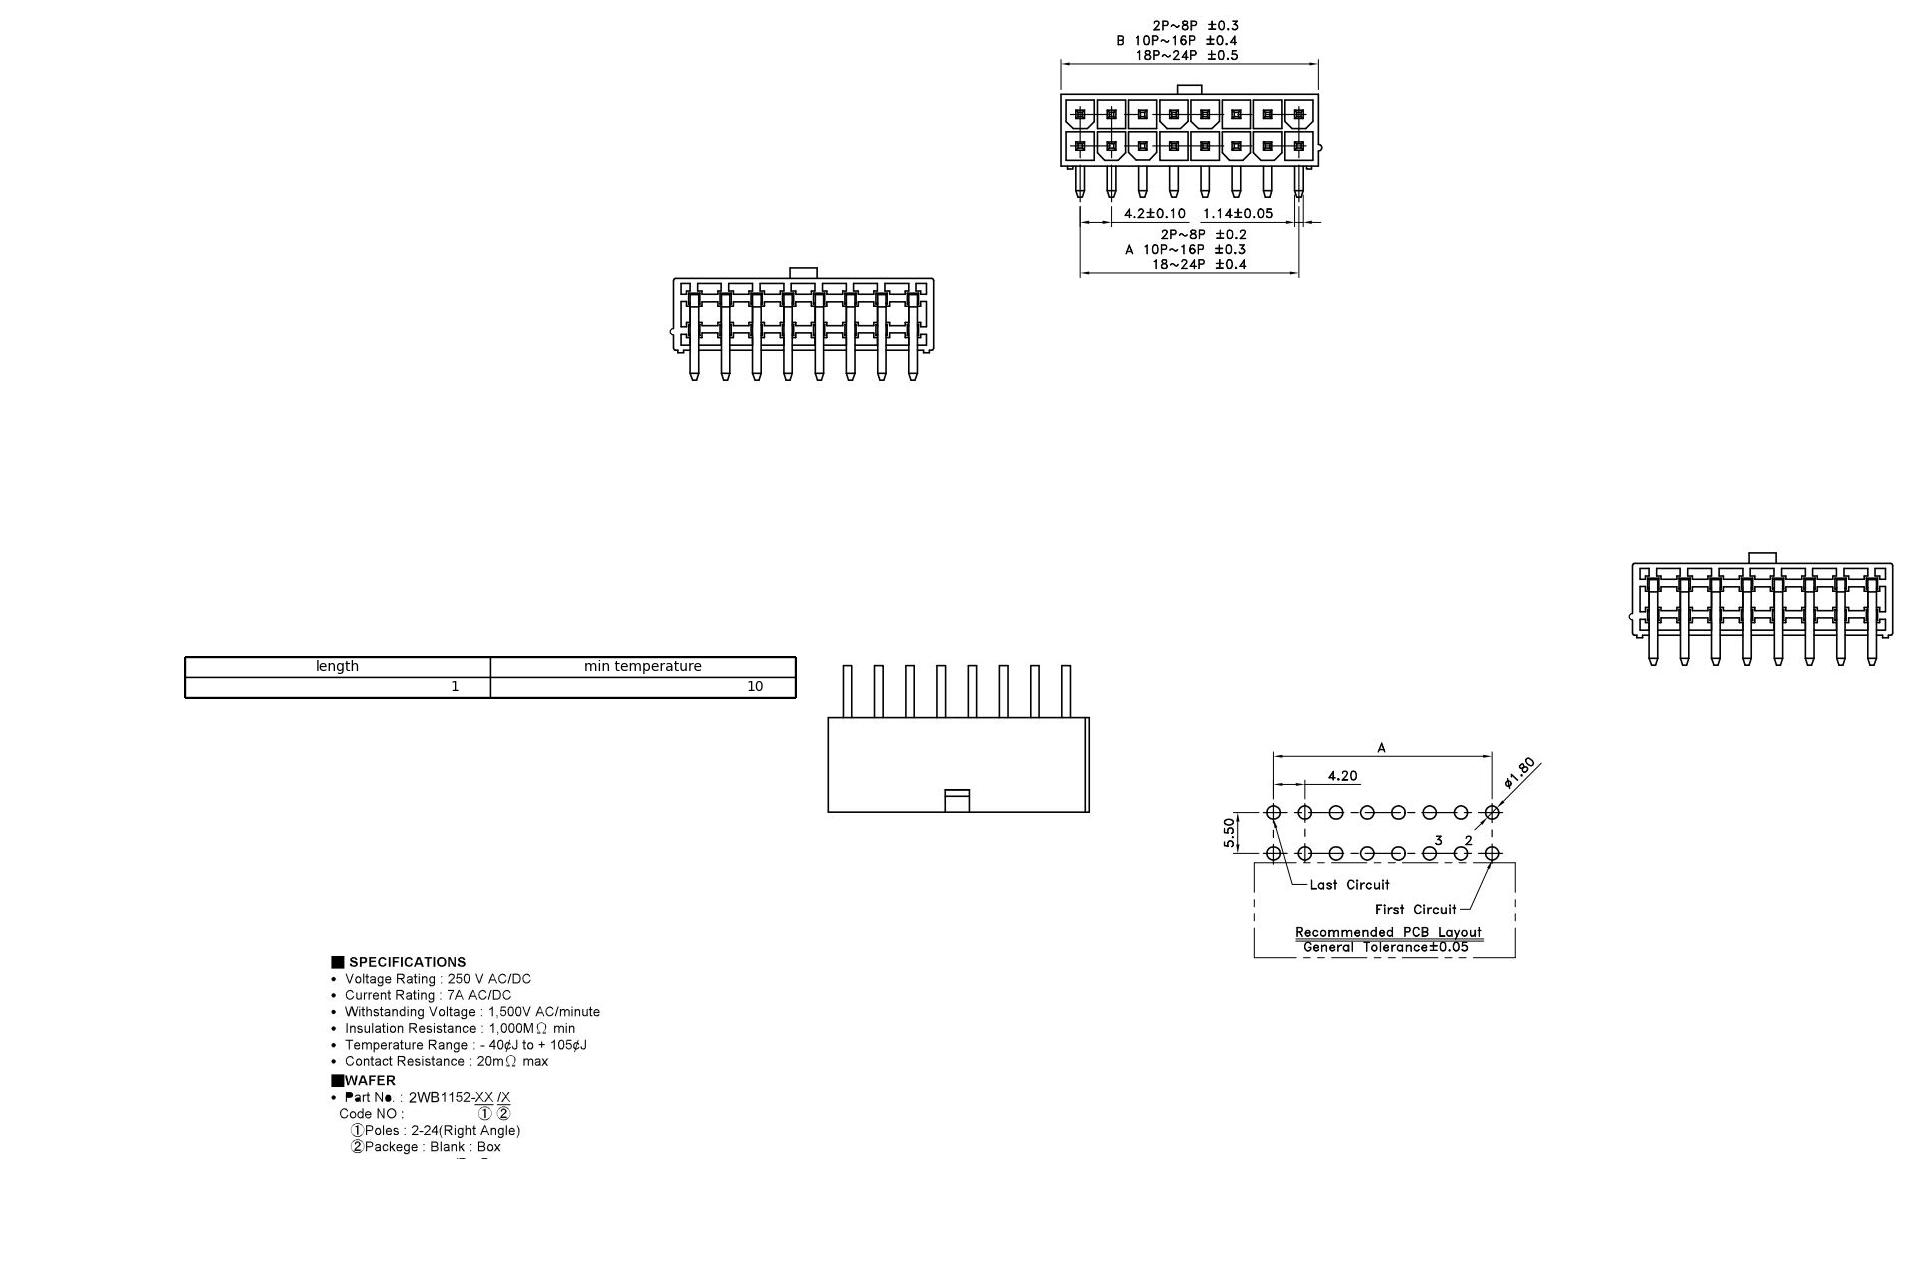 2P~8P ±0.3
B 10P~16P ±0.4
18P~24P ±0.5
4.2±0.10 1.14±0.05
2P~8P ±0.2
A 10P~16P ±0.3
18~24P ±0.4
length min temperature
1 10
A
4.20
ø1.80
5.50
3 2
Last Circuit
First Circuit
Recommended PCB Layout
General Tolerance±0.05
■ SPECIFICATIONS
• Voltage Rating : 250 V AC/DC
• Current Rating : 7A AC/DC
• Withstanding Voltage : 1,500V AC/minute
• Insulation Resistance : 1,000MΩ min
• Temperature Range : - 40¢J to + 105¢J
• Contact Resistance : 20mΩ max
■WAFER
• Part No. : 2WB1152-XX /X
Code NO : ① ②
①Poles : 2-24(Right Angle)
②Packege : Blank : Box